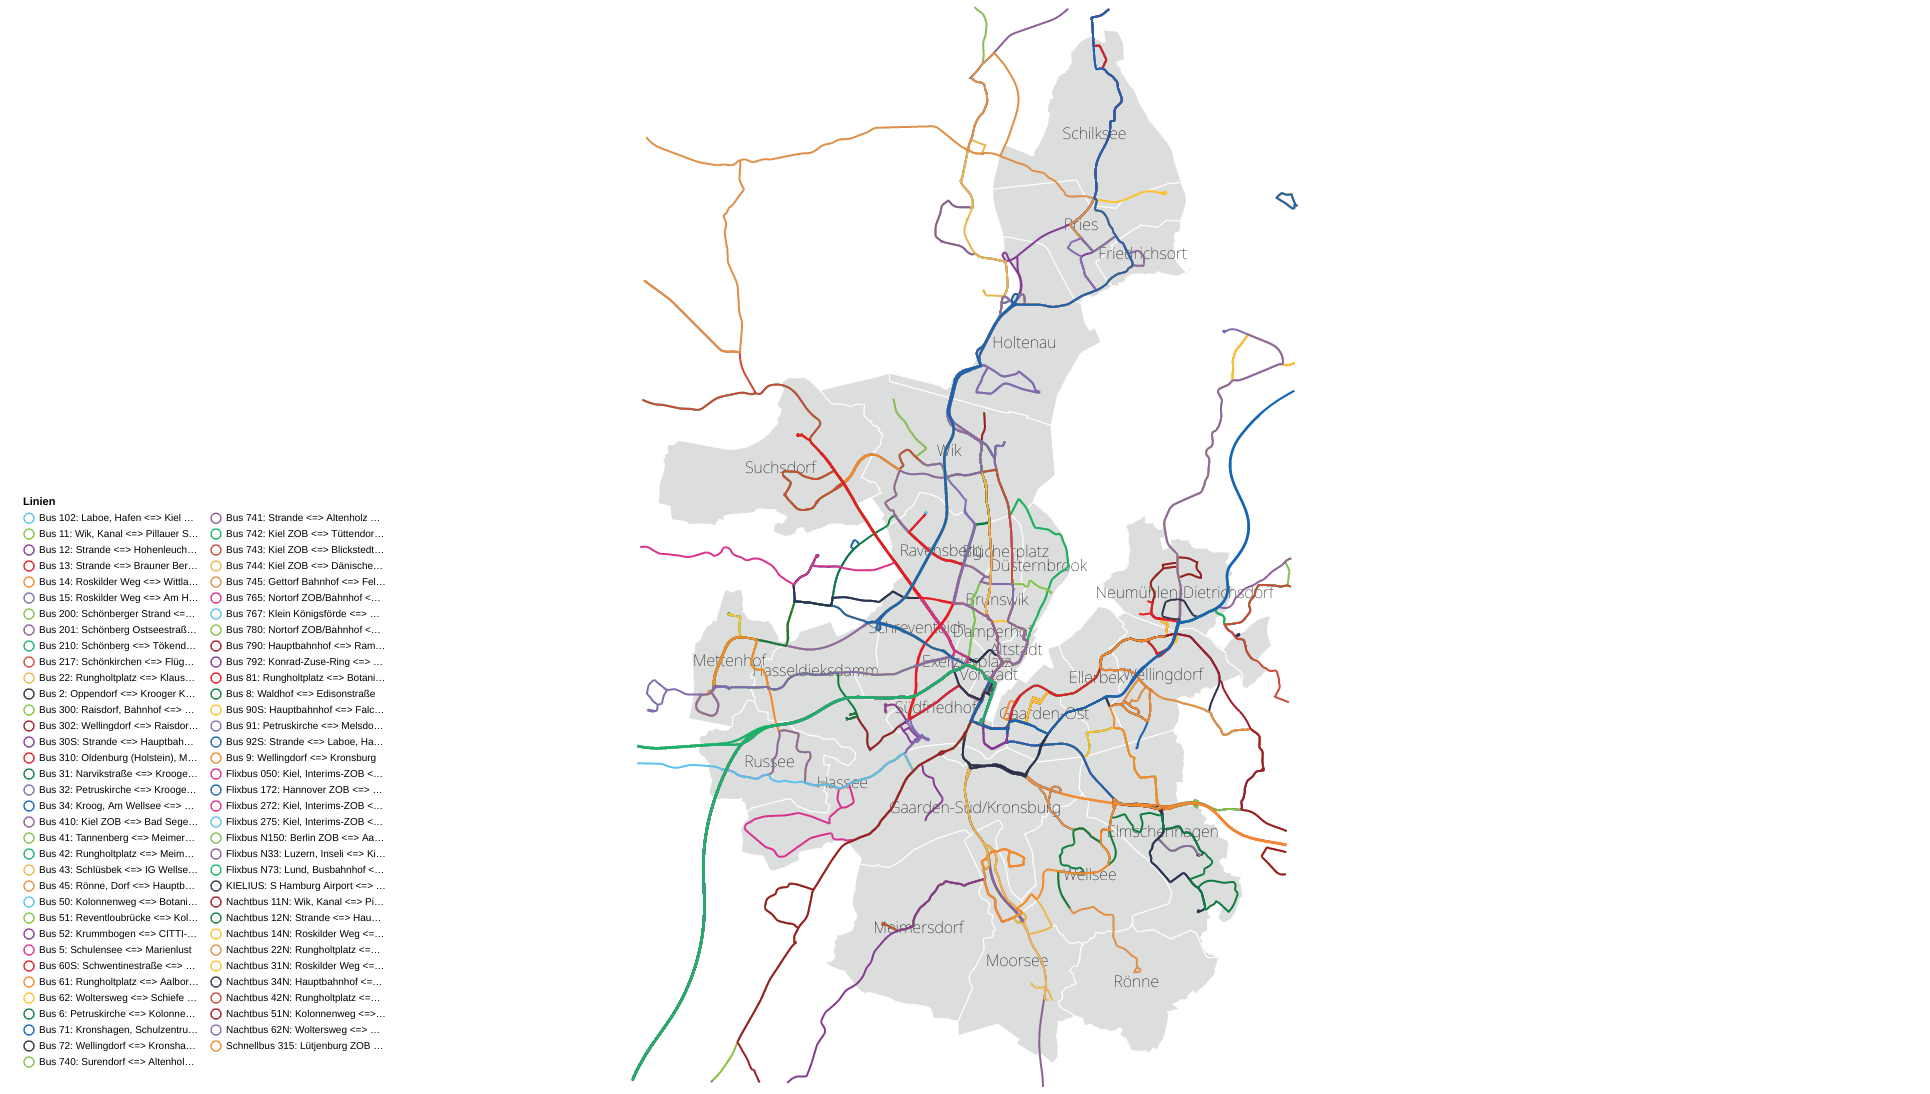 Linien
Bus 102: Laboe, Hafen <=> Kiel ...
Bus 11: Wik, Kanal <=> Pillauer S...
Bus 12: Strande <=> Hohenleuch...
Bus 13: Strande <=> Brauner Ber...
Bus 14: Roskilder Weg <=> Wittla...
Bus 15: Roskilder Weg <=> Am H...
Bus 200: Schönberger Strand <=...
Bus 201: Schönberg Ostseestraß...
Bus 210: Schönberg <=> Tökend...
Bus 217: Schönkirchen <=> Flüg...
Bus 22: Rungholtplatz <=> Klaus...
Bus 2: Oppendorf <=> Krooger K...
Bus 300: Raisdorf, Bahnhof <=> ...
Bus 302: Wellingdorf <=> Raisdor...
Bus 30S: Strande <=> Hauptbah...
Bus 310: Oldenburg (Holstein), M...
Bus 31: Narvikstraße <=> Krooge...
Bus 32: Petruskirche <=> Krooge...
Bus 34: Kroog, Am Wellsee <=> ...
Bus 410: Kiel ZOB <=> Bad Sege...
Bus 41: Tannenberg <=> Meimer...
Bus 42: Rungholtplatz <=> Meim...
Bus 43: Schlüsbek <=> IG Wellse...
Bus 45: Rönne, Dorf <=> Hauptb...
Bus 50: Kolonnenweg <=> Botani...
Bus 51: Reventloubrücke <=> Kol...
Bus 52: Krummbogen <=> CITTI-...
Bus 5: Schulensee <=> Marienlust
Bus 60S: Schwentinestraße <=> ...
Bus 61: Rungholtplatz <=> Aalbor...
Bus 62: Woltersweg <=> Schiefe ...
Bus 6: Petruskirche <=> Kolonne...
Bus 71: Kronshagen, Schulzentru...
Bus 72: Wellingdorf <=> Kronsha...
Bus 740: Surendorf <=> Altenhol...
Bus 741: Strande <=> Altenholz ...
Bus 742: Kiel ZOB <=> Tüttendor...
Bus 743: Kiel ZOB <=> Blickstedt...
Bus 744: Kiel ZOB <=> Dänische...
Bus 745: Gettorf Bahnhof <=> Fel...
Bus 765: Nortorf ZOB/Bahnhof <...
Bus 767: Klein Königsförde <=> ...
Bus 780: Nortorf ZOB/Bahnhof <...
Bus 790: Hauptbahnhof <=> Ram...
Bus 792: Konrad-Zuse-Ring <=> ...
Bus 81: Rungholtplatz <=> Botani...
Bus 8: Waldhof <=> Edisonstraße
Bus 90S: Hauptbahnhof <=> Falc...
Bus 91: Petruskirche <=> Melsdo...
Bus 92S: Strande <=> Laboe, Ha...
Bus 9: Wellingdorf <=> Kronsburg
Flixbus 050: Kiel, Interims-ZOB <...
Flixbus 172: Hannover ZOB <=> ...
Flixbus 272: Kiel, Interims-ZOB <...
Flixbus 275: Kiel, Interims-ZOB <...
Flixbus N150: Berlin ZOB <=> Aa...
Flixbus N33: Luzern, Inseli <=> Ki...
Flixbus N73: Lund, Busbahnhof <...
KIELIUS: S Hamburg Airport <=> ...
Nachtbus 11N: Wik, Kanal <=> Pi...
Nachtbus 12N: Strande <=> Hau...
Nachtbus 14N: Roskilder Weg <=...
Nachtbus 22N: Rungholtplatz <=...
Nachtbus 31N: Roskilder Weg <=...
Nachtbus 34N: Hauptbahnhof <=...
Nachtbus 42N: Rungholtplatz <=...
Nachtbus 51N: Kolonnenweg <=>...
Nachtbus 62N: Woltersweg <=> ...
Schnellbus 315: Lütjenburg ZOB ...
Schilksee
Pries
Friedrichsort
Holtenau
Wik
Suchsdorf
Ravensberg
Blücherplatz
Düsternbrook
Neumühlen-Dietrichsdorf
Brunswik
Schreventeich
Damperhof
Altstadt
Mettenhof
Hasseldieksdamm
Exerzierplatz
Vorstadt
Ellerbek
Wellingdorf
Südfriedhof
Gaarden-Ost
Russee
Hassee
Gaarden-Süd/Kronsburg
Elmschenhagen
Wellsee
Meimersdorf
Moorsee
Rönne